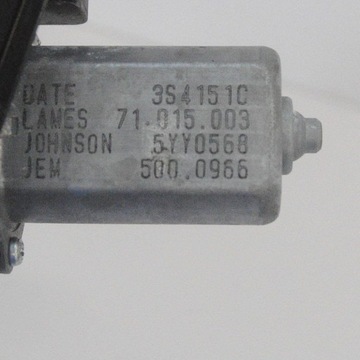 DATE 3S4151C
LAMES 71.015.003
JOHNSON 5YY0568
JEM 500.0966